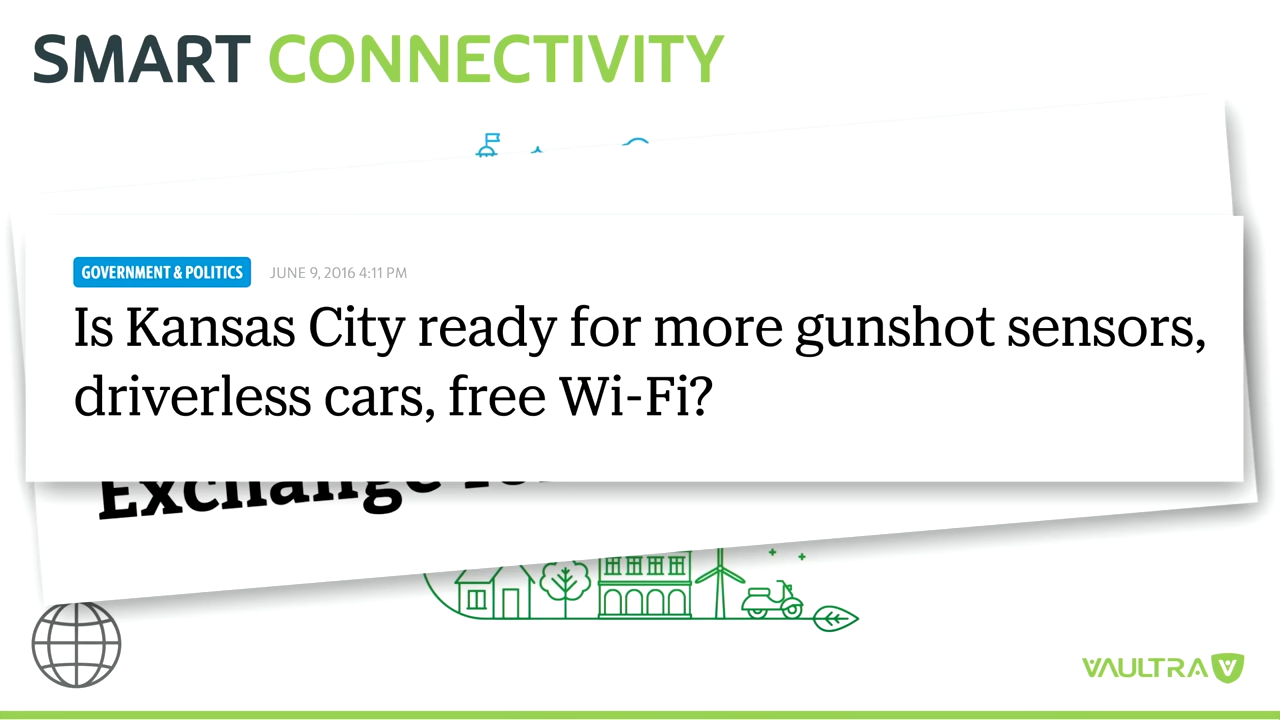 SMART CONNECTIVITY
GOVERNMENT & POLITICS JUNE 9, 2016 4:11 PM
Is Kansas City ready for more gunshot sensors,
driverless cars, free Wi-Fi?
Exchange
VAULTRA